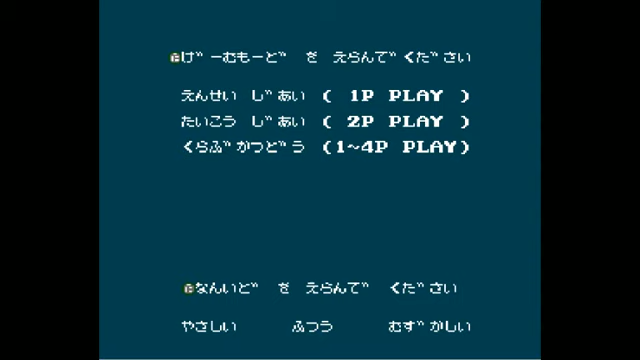 げーむもーど を えらんでください
えんせい じあい ( 1P PLAY )
たいこう じあい ( 2P PLAY )
くらぶかつどう (1~4P PLAY)
なんいど を えらんで ください
やさしい ふつう むずかしい